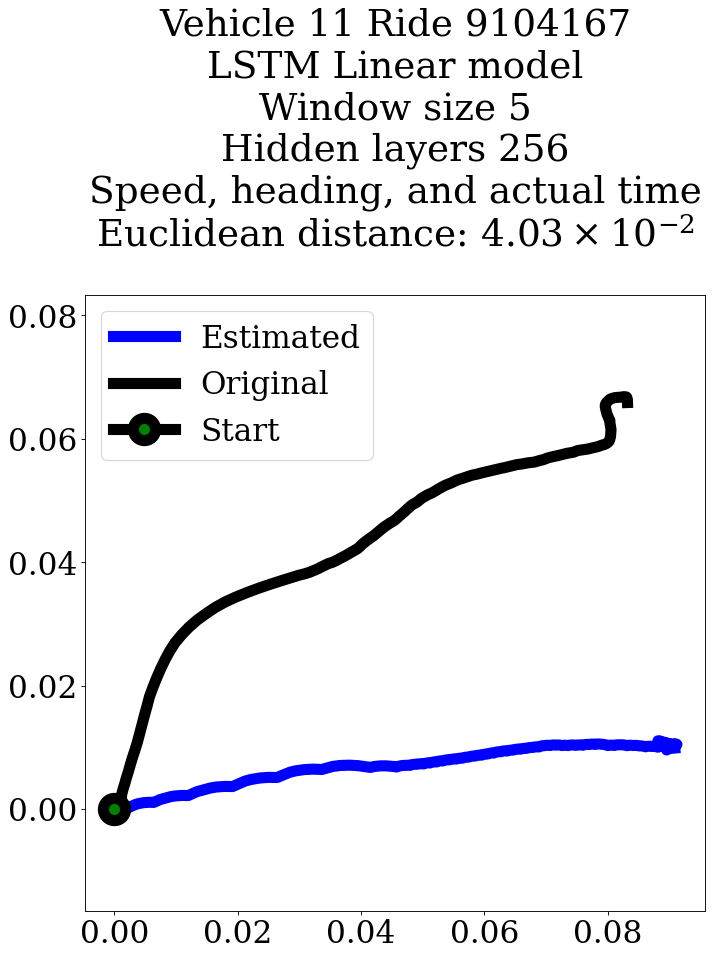 Vehicle 11 Ride 9104167
LSTM Linear model
Window size 5
Hidden layers 256
Speed, heading, and actual time
Euclidean distance: 4.03 × 10⁻²
Estimated
Original
Start
0.08
0.06
0.04
0.02
0.00
0.00 0.02 0.04 0.06 0.08